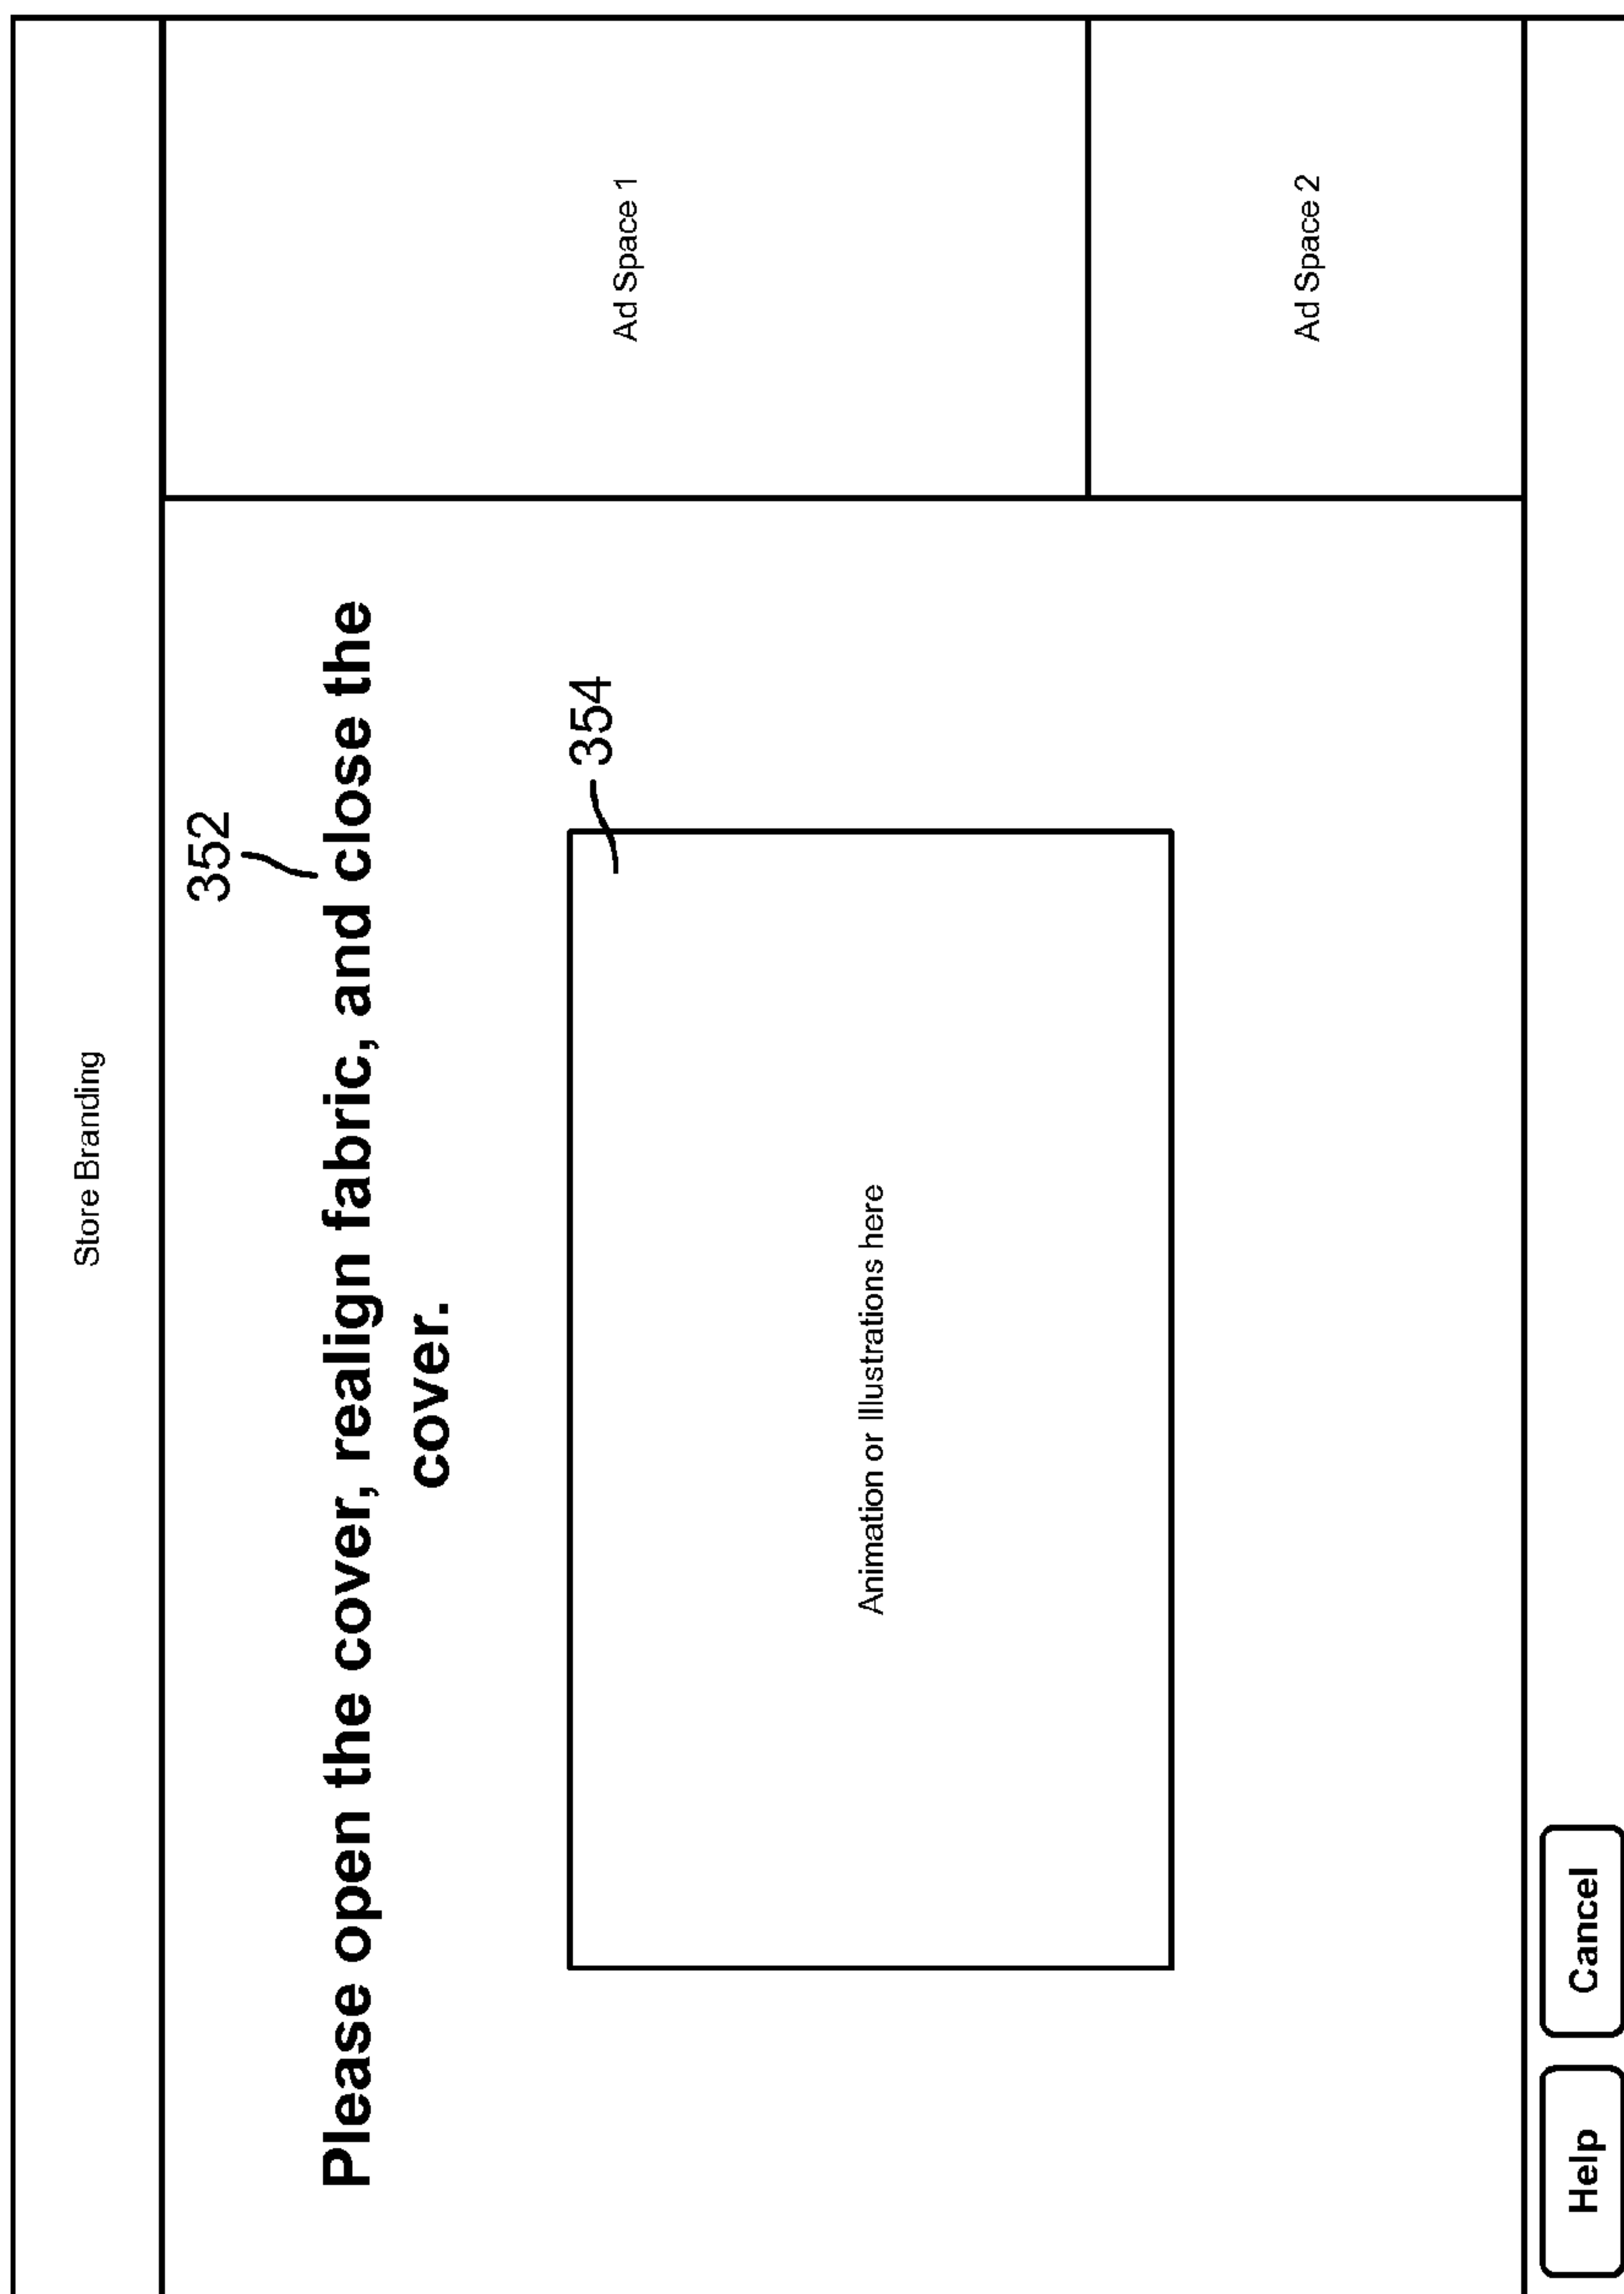 Store Branding
352
Please open the cover, realign fabric, and close the
cover.
354
Animation or Illustrations here
Ad Space 1
Ad Space 2
Help
Cancel